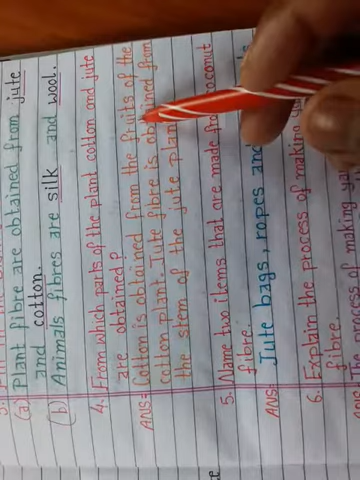 (a) Plant fibre are obtained from jute
and cotton.
(b) Animals fibres are silk and wool.
4. From which parts of the plant cotton and jute
are obtained?
ANS= Cotton is obtained from the fruits of the
cotton plant. Jute fibre is obtained from
the stem of the jute plant
5. Name two items that are made from coconut
fibre.
ANS= Jute bags, ropes and
6. Explain the process of making
fibre.
process of making